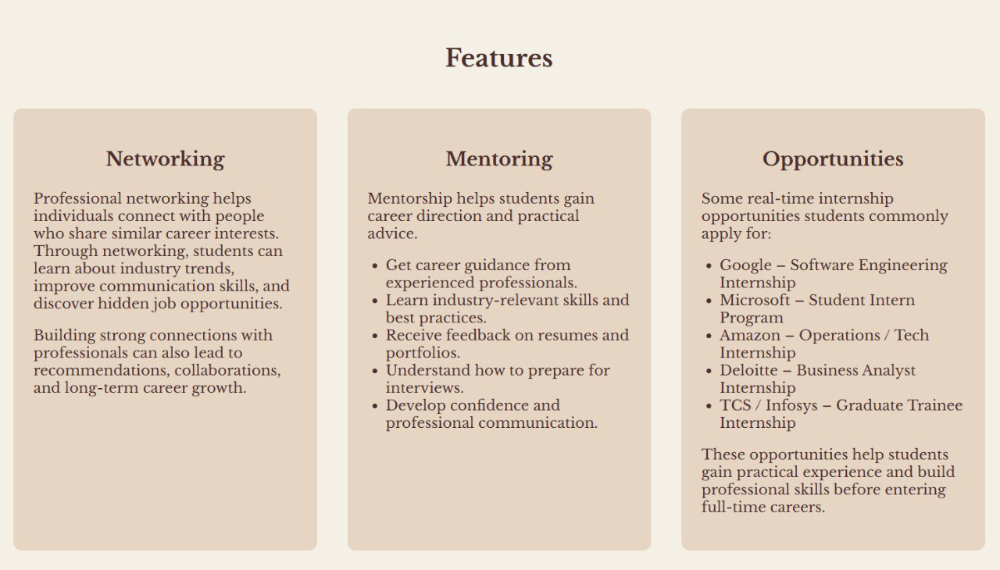 Features
Networking
Professional networking helps
individuals connect with people
who share similar career interests.
Through networking, students can
learn about industry trends,
improve communication skills, and
discover hidden job opportunities.
Building strong connections with
professionals can also lead to
recommendations, collaborations,
and long-term career growth.
Mentoring
Mentorship helps students gain
career direction and practical
advice.
• Get career guidance from
experienced professionals.
• Learn industry-relevant skills and
best practices.
• Receive feedback on resumes and
portfolios.
• Understand how to prepare for
interviews.
• Develop confidence and
professional communication.
Opportunities
Some real-time internship
opportunities students commonly
apply for:
• Google – Software Engineering
Internship
• Microsoft – Student Intern
Program
• Amazon – Operations / Tech
Internship
• Deloitte – Business Analyst
Internship
• TCS / Infosys – Graduate Trainee
Internship
These opportunities help students
gain practical experience and build
professional skills before entering
full-time careers.